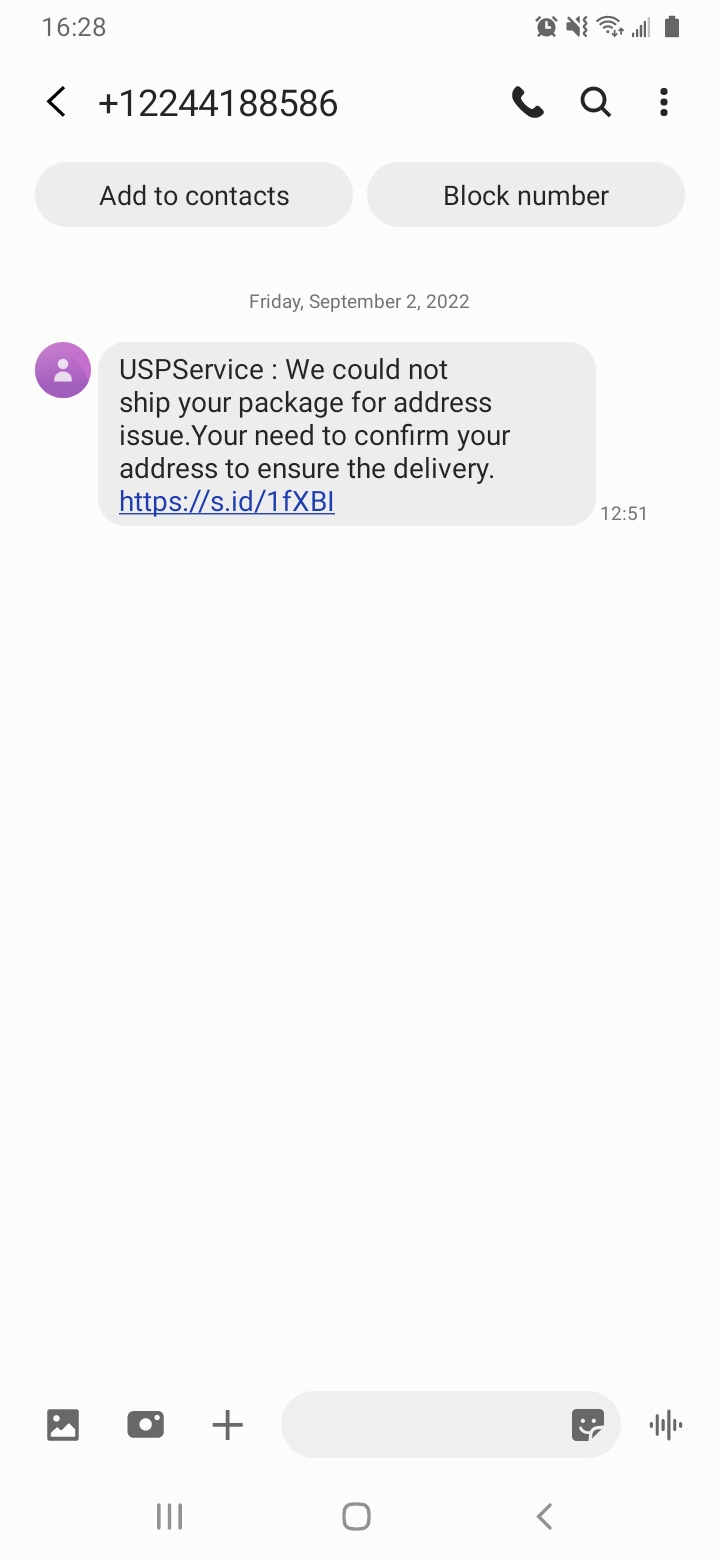 16:28
+12244188586
Add to contacts
Block number
Friday, September 2, 2022
USPService : We could not
ship your package for address
issue.Your need to confirm your
address to ensure the delivery.
https://s.id/1fXBI
12:51